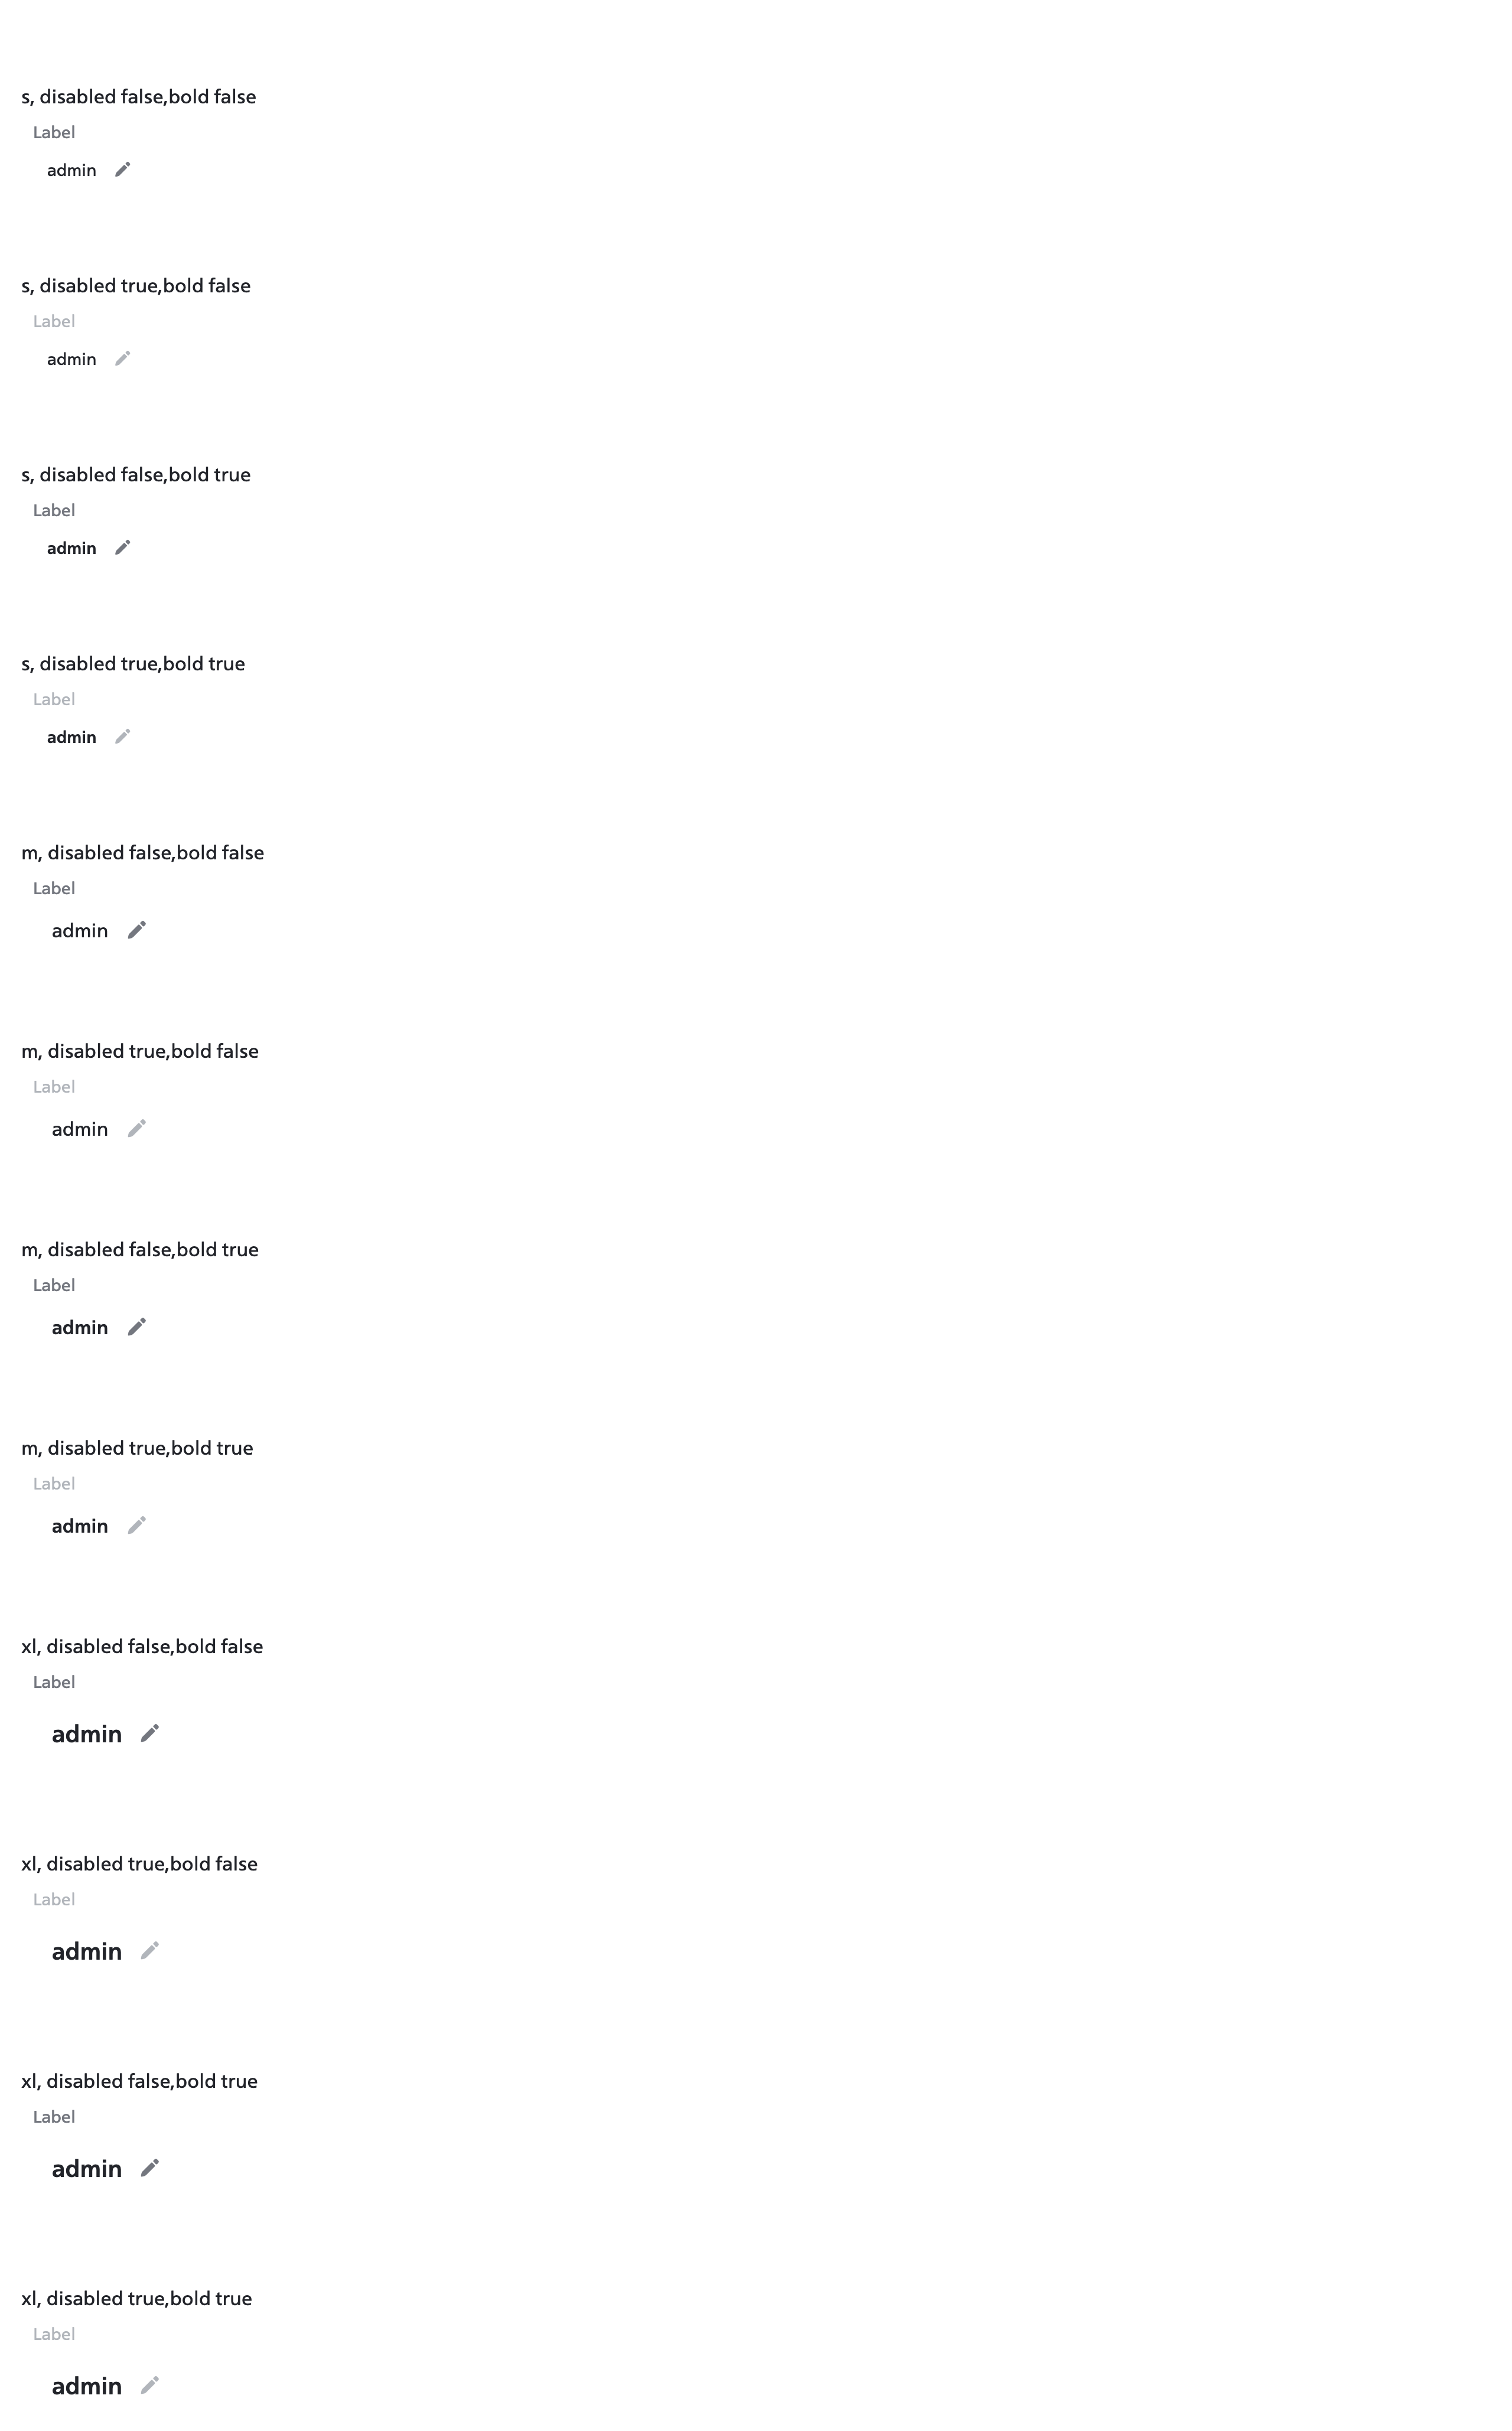 s, disabled false,bold false
Label
admin
s, disabled true,bold false
Label
admin
s, disabled false,bold true
Label
admin
s, disabled true,bold true
Label
admin
m, disabled false,bold false
Label
admin
m, disabled true,bold false
Label
admin
m, disabled false,bold true
Label
admin
m, disabled true,bold true
Label
admin
xl, disabled false,bold false
Label
admin
xl, disabled true,bold false
Label
admin
xl, disabled false,bold true
Label
admin
xl, disabled true,bold true
Label
admin